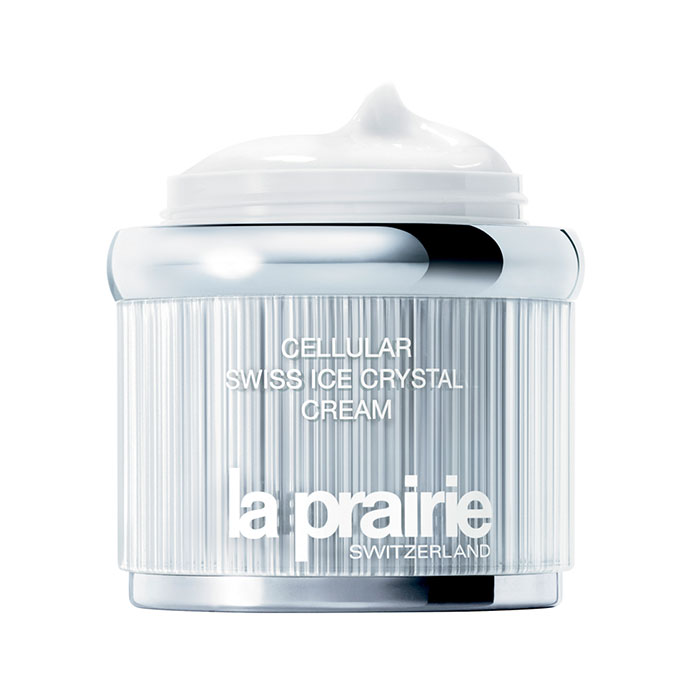 CELLULAR
SWISS ICE CRYSTAL
CREAM
la prairie
SWITZERLAND